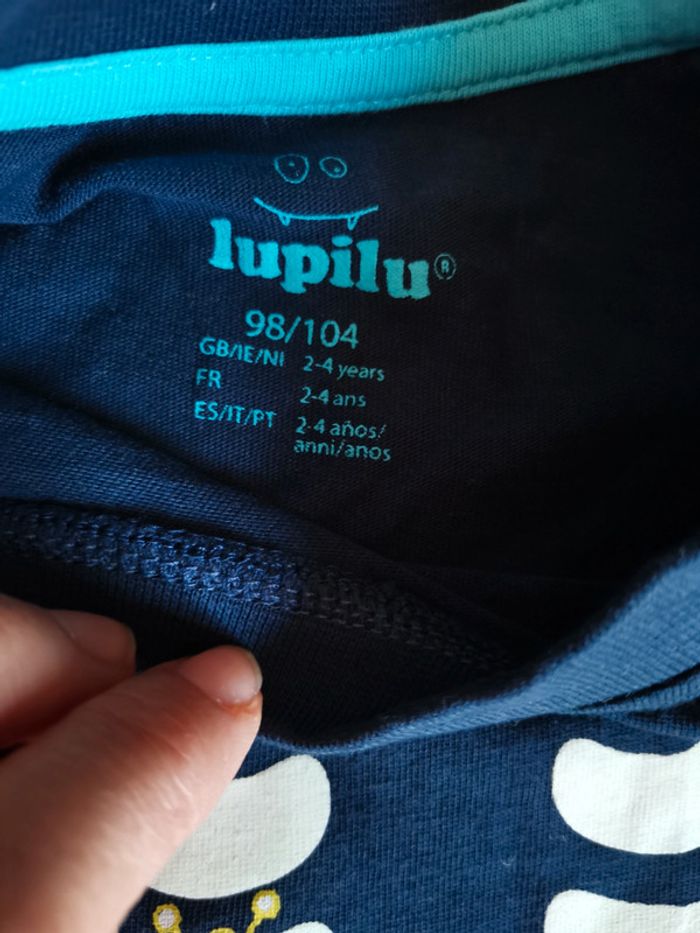 lupilu®
98/104
GB/IE/NI 2-4 years
FR 2-4 ans
ES/IT/PT 2-4 años/
anni/anos